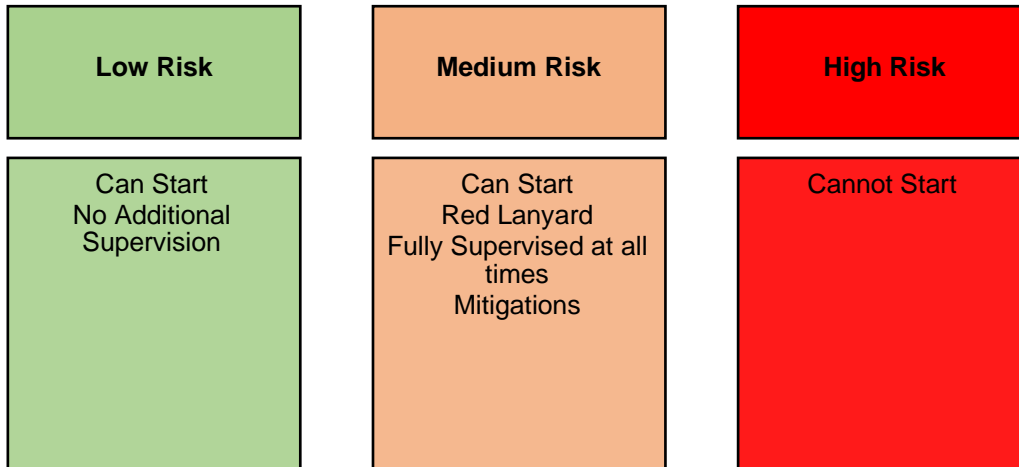 Low Risk
Medium Risk
High Risk
Can Start
No Additional
Supervision
Can Start
Red Lanyard
Fully Supervised at all
times
Mitigations
Cannot Start